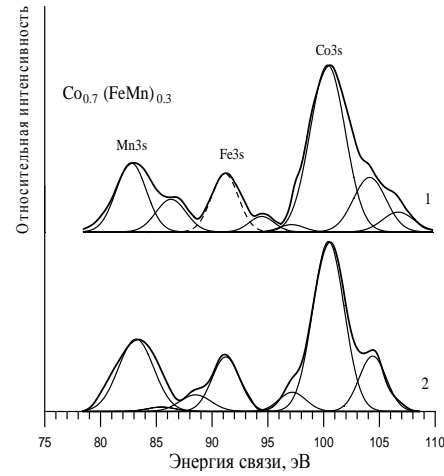 Относительная интенсивность
Co0.7 (FeMn)0.3
Co3s
Mn3s
Fe3s
1
2
75 80 85 90 95 100 105 110
Энергия связи, эВ